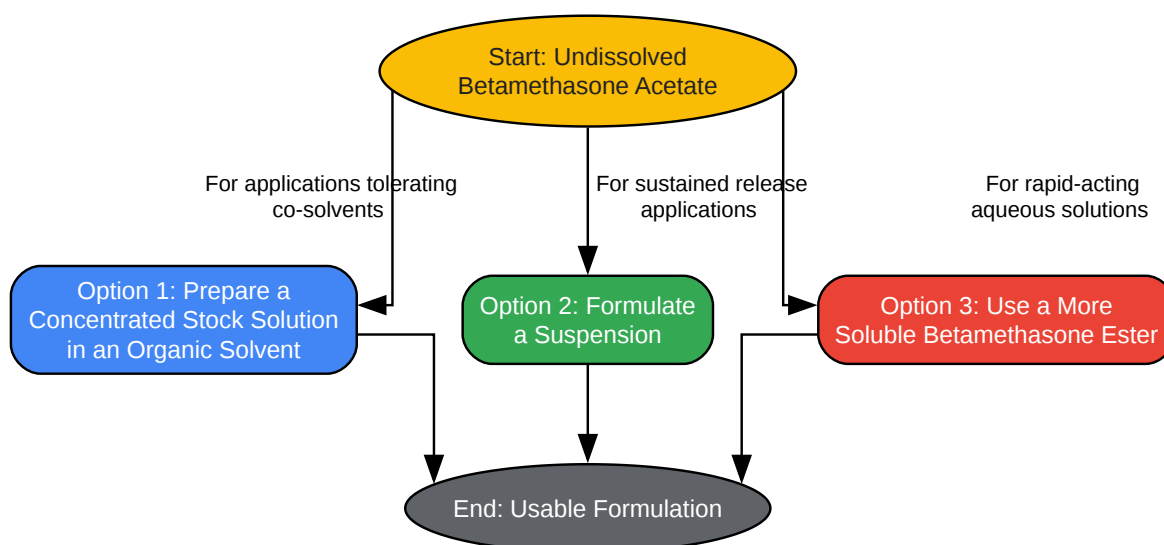 Start: Undissolved
Betamethasone Acetate
For applications tolerating
co-solvents
For sustained release
applications
For rapid-acting
aqueous solutions
Option 1: Prepare a
Concentrated Stock Solution
in an Organic Solvent
Option 2: Formulate
a Suspension
Option 3: Use a More
Soluble Betamethasone Ester
End: Usable Formulation